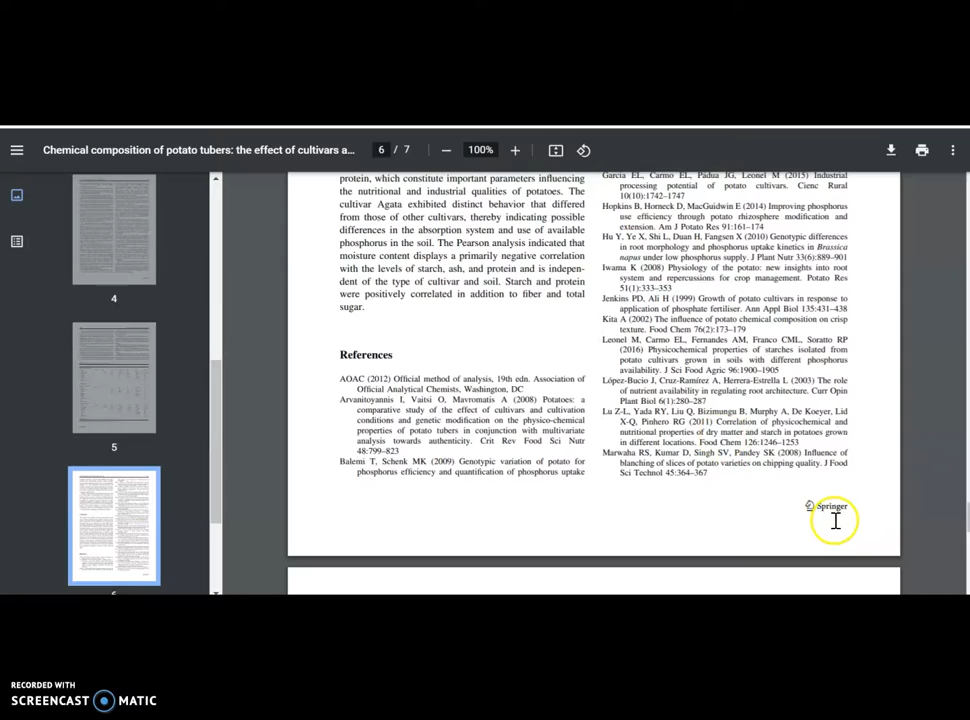 Chemical composition of potato tubers: the effect of cultivars a...
6 / 7
100%
4
5
protein, which constitute important parameters influencing
the nutritional and industrial qualities of potatoes. The
cultivar Agata exhibited distinct behavior that differed
from those of other cultivars, thereby indicating possible
differences in the absorption system and use of available
phosphorus in the soil. The Pearson analysis indicated that
moisture content displays a primarily negative correlation
with the levels of starch, ash, and protein and is indepen-
dent of the type of cultivar and soil. Starch and protein
were positively correlated in addition to fiber and total
sugar.
References
AOAC (2012) Official method of analysis, 19th edn. Association of
Official Analytical Chemists, Washington, DC
Arvanitoyannis I, Vaitsi O, Mavromatis A (2008) Potatoes: a
comparative study of the effect of cultivars and cultivation
conditions and genetic modification on the physico-chemical
properties of potato tubers in conjunction with multivariate
analysis towards authenticity. Crit Rev Food Sci Nutr
48:799–823
Balemi T, Schenk MK (2009) Genotypic variation of potato for
phosphorus efficiency and quantification of phosphorus uptake
Garcia EL, Carmo EL, Pádua JG, Leonel M (2015) Industrial
processing potential of potato cultivars. Cienc Rural
10(10):1742–1747
Hopkins B, Horneck D, MacGuidwin E (2014) Improving phosphorus
use efficiency through potato rhizosphere modification and
extension. Am J Potato Res 91:161–174
Hu Y, Ye X, Shi L, Duan H, Fangsen X (2010) Genotypic differences
in root morphology and phosphorus uptake kinetics in Brassica
napus under low phosphorus supply. J Plant Nutr 33(6):889–901
Iwama K (2008) Physiology of the potato: new insights into root
system and repercussions for crop management. Potato Res
51(1):333–353
Jenkins PD, Ali H (1999) Growth of potato cultivars in response to
application of phosphate fertiliser. Ann Appl Biol 135:431–438
Kita A (2002) The influence of potato chemical composition on crisp
texture. Food Chem 76(2):173–179
Leonel M, Carmo EL, Fernandes AM, Franco CML, Soratto RP
(2016) Physicochemical properties of starches isolated from
potato cultivars grown in soils with different phosphorus
availability. J Sci Food Agric 96:1900–1905
López-Bucio J, Cruz-Ramírez A, Herrera-Estrella L (2003) The role
of nutrient availability in regulating root architecture. Curr Opin
Plant Biol 6(1):280–287
Lu Z-L, Yada RY, Liu Q, Bizimungu B, Murphy A, De Koeyer, Lid
X-Q, Pinhero RG (2011) Correlation of physicochemical and
nutritional properties of dry matter and starch in potatoes grown
in different locations. Food Chem 126:1246–1253
Marwaha RS, Kumar D, Singh SV, Pandey SK (2008) Influence of
blanching of slices of potato varieties on chipping quality. J Food
Sci Technol 45:364–367
Springer
RECORDED WITH
SCREENCAST MATIC